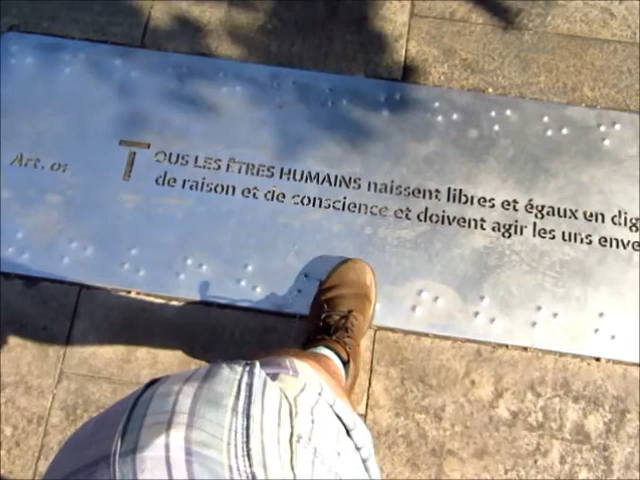 Art. 01
TOUS LES ÊTRES HUMAINS naissent libres et égaux en dig
de raison et de conscience et doivent agir les uns enve